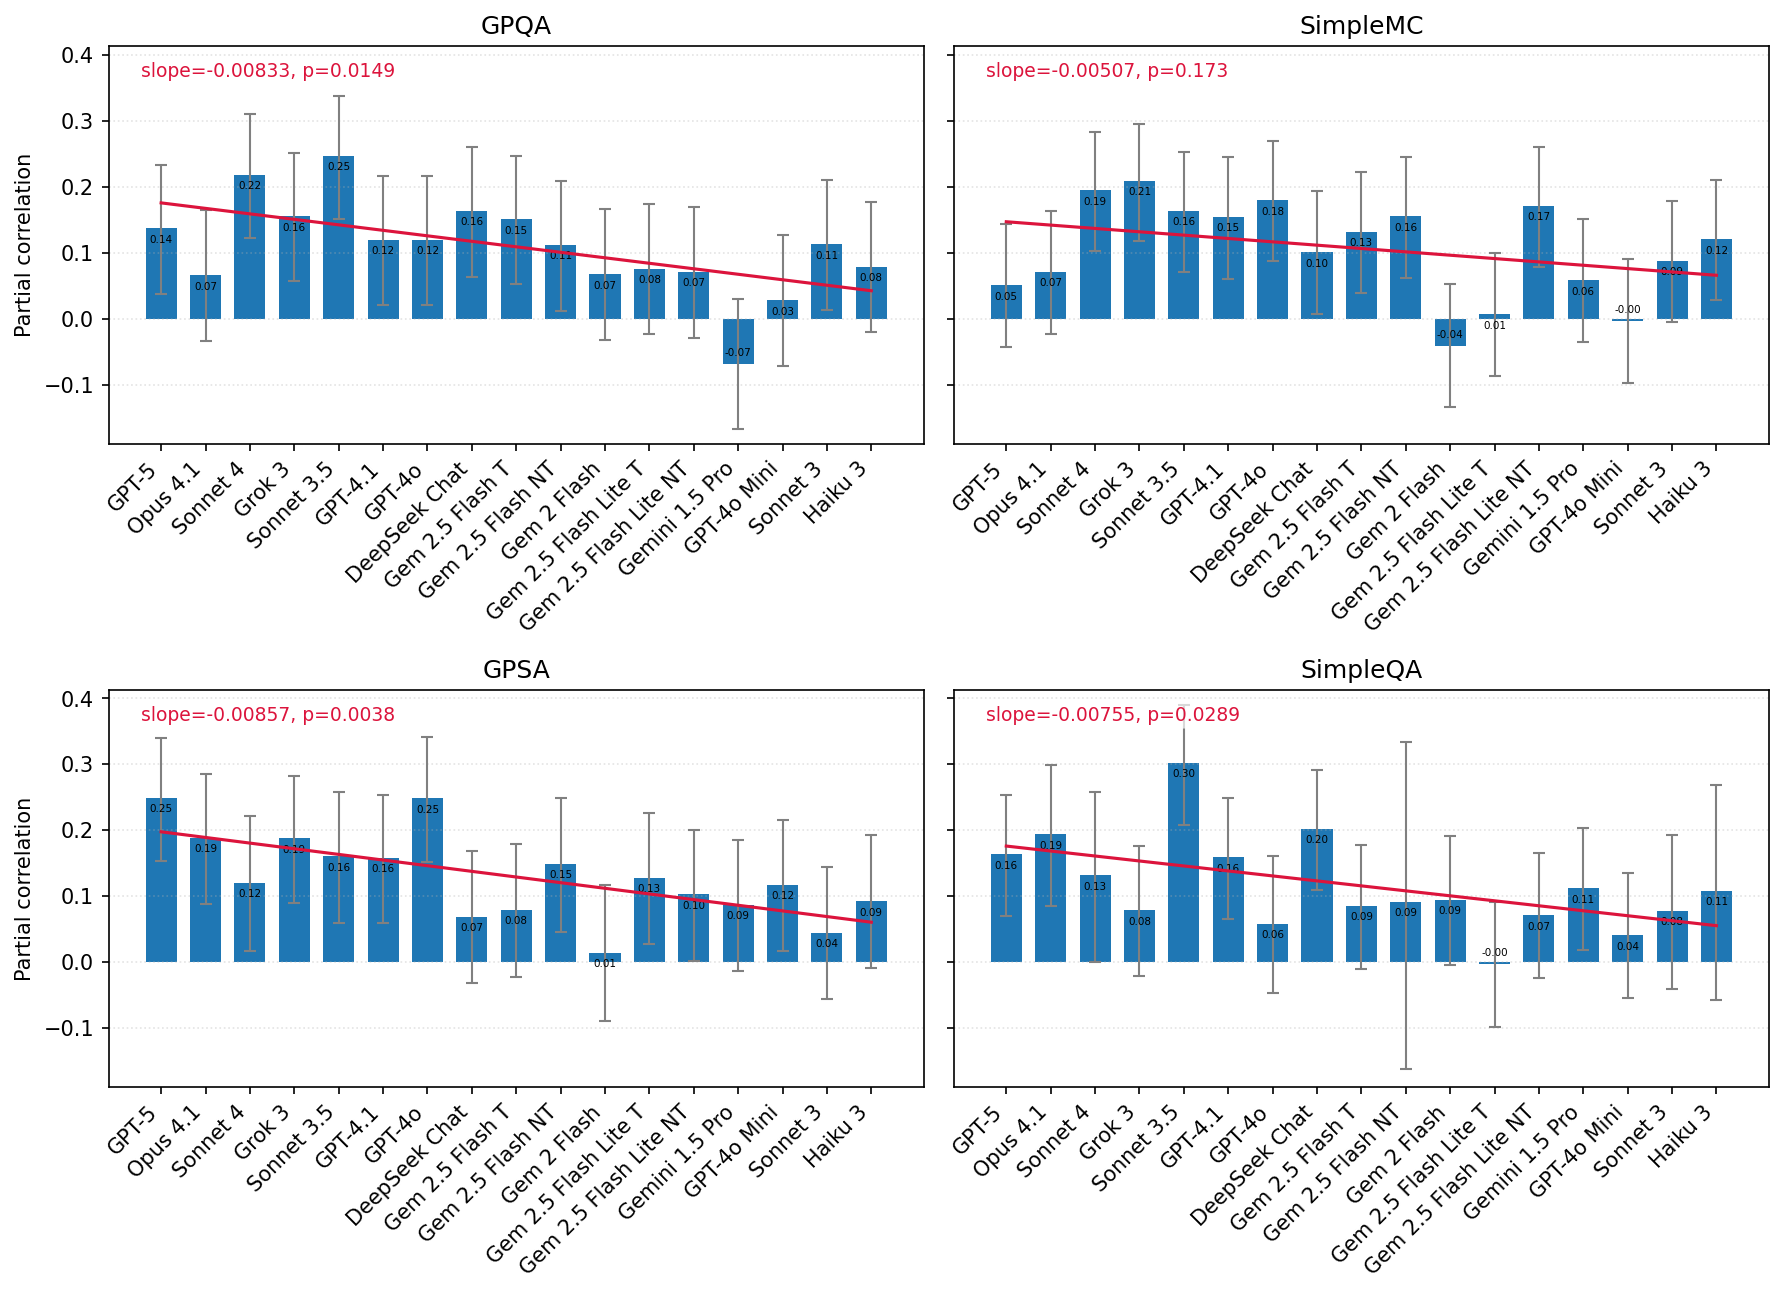 GPQA
slope=-0.00833, p=0.0149
Partial correlation
0.4
0.3
0.2
0.1
0.0
−0.1
0.14
0.07
0.22
0.16
0.25
0.12
0.12
0.16
0.15
0.11
0.07
0.08
0.07
-0.07
0.03
0.11
0.08
GPT-5
Opus 4.1
Sonnet 4
Grok 3
Sonnet 3.5
GPT-4.1
GPT-4o
DeepSeek Chat
Gem 2.5 Flash T
Gem 2.5 Flash NT
Gem 2 Flash
Gem 2.5 Flash Lite T
Gem 2.5 Flash Lite NT
Gemini 1.5 Pro
GPT-4o Mini
Sonnet 3
Haiku 3
SimpleMC
slope=-0.00507, p=0.173
0.05
0.07
0.19
0.21
0.16
0.15
0.18
0.10
0.13
0.16
-0.04
0.01
0.17
0.06
-0.00
0.09
0.12
GPT-5
Opus 4.1
Sonnet 4
Grok 3
Sonnet 3.5
GPT-4.1
GPT-4o
DeepSeek Chat
Gem 2.5 Flash T
Gem 2.5 Flash NT
Gem 2 Flash
Gem 2.5 Flash Lite T
Gem 2.5 Flash Lite NT
Gemini 1.5 Pro
GPT-4o Mini
Sonnet 3
Haiku 3
GPSA
slope=-0.00857, p=0.0038
Partial correlation
0.4
0.3
0.2
0.1
0.0
−0.1
0.25
0.19
0.12
0.19
0.16
0.16
0.25
0.07
0.08
0.15
0.01
0.13
0.10
0.09
0.12
0.04
0.09
GPT-5
Opus 4.1
Sonnet 4
Grok 3
Sonnet 3.5
GPT-4.1
GPT-4o
DeepSeek Chat
Gem 2.5 Flash T
Gem 2.5 Flash NT
Gem 2 Flash
Gem 2.5 Flash Lite T
Gem 2.5 Flash Lite NT
Gemini 1.5 Pro
GPT-4o Mini
Sonnet 3
Haiku 3
SimpleQA
slope=-0.00755, p=0.0289
0.16
0.19
0.13
0.08
0.30
0.16
0.06
0.20
0.09
0.09
0.09
-0.00
0.07
0.11
0.04
0.08
0.11
GPT-5
Opus 4.1
Sonnet 4
Grok 3
Sonnet 3.5
GPT-4.1
GPT-4o
DeepSeek Chat
Gem 2.5 Flash T
Gem 2.5 Flash NT
Gem 2 Flash
Gem 2.5 Flash Lite T
Gem 2.5 Flash Lite NT
Gemini 1.5 Pro
GPT-4o Mini
Sonnet 3
Haiku 3